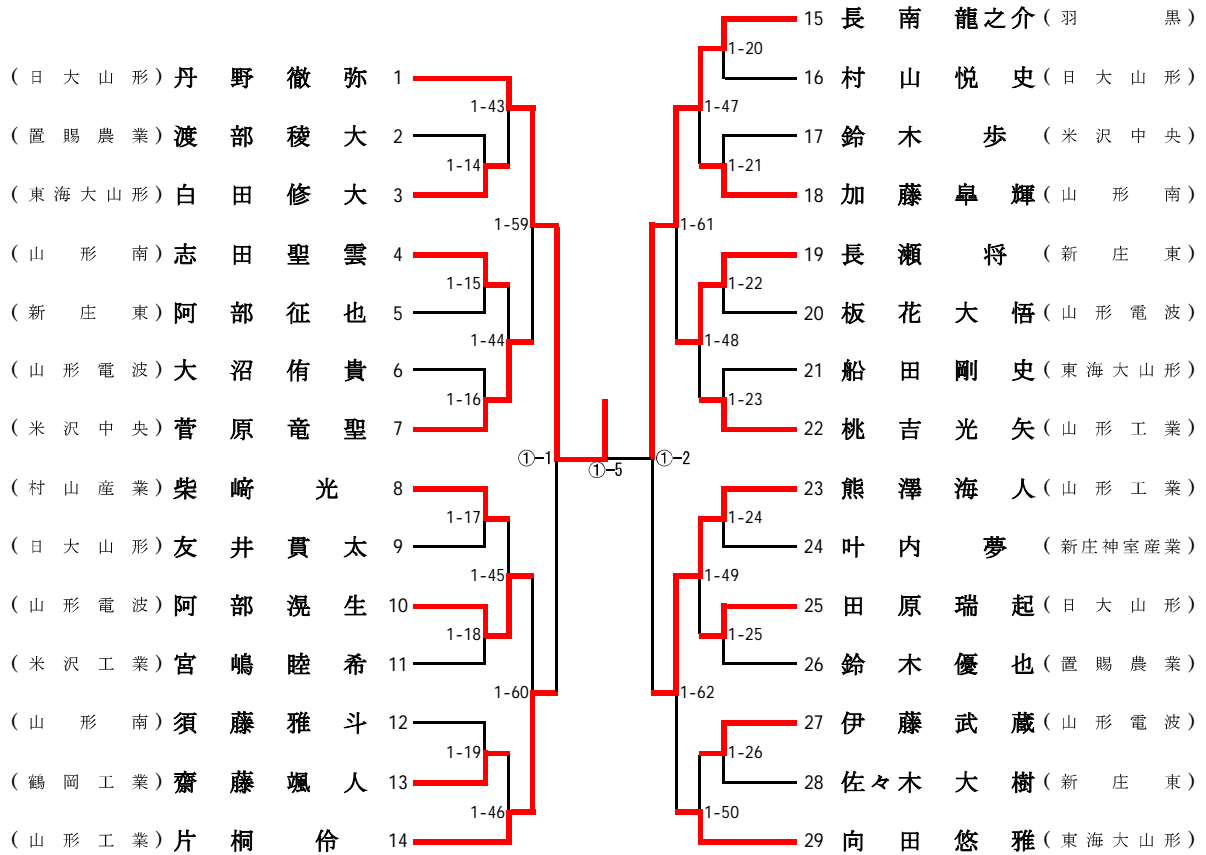 (日大山形) 丹野徹弥 1
(置賜農業) 渡部稜大 2
(東海大山形) 白田修大 3
(山形南) 志田聖雲 4
(新庄東) 阿部征也 5
(山形電波) 大沼侑貴 6
(米沢中央) 菅原竜聖 7
(村山産業) 柴﨑光 8
(日大山形) 友井貫太 9
(山形電波) 阿部滉生 10
(米沢工業) 宮嶋睦希 11
(山形南) 須藤雅斗 12
(鶴岡工業) 齋藤颯人 13
(山形工業) 片桐伶 14
1-43
1-14
1-59
1-15
1-44
1-16
①-1
1-17
1-45
1-18
1-60
1-19
1-46
①-5
1-20
1-47
1-21
1-61
1-22
1-48
1-23
①-2
1-24
1-49
1-25
1-62
1-26
1-50
15 長南龍之介 (羽黒)
16 村山悦史 (日大山形)
17 鈴木歩 (米沢中央)
18 加藤皐輝 (山形南)
19 長瀬将 (新庄東)
20 板花大悟 (山形電波)
21 船田剛史 (東海大山形)
22 桃吉光矢 (山形工業)
23 熊澤海人 (山形工業)
24 叶内夢 (新庄神室産業)
25 田原瑞起 (日大山形)
26 鈴木優也 (置賜農業)
27 伊藤武蔵 (山形電波)
28 佐々木大樹 (新庄東)
29 向田悠雅 (東海大山形)